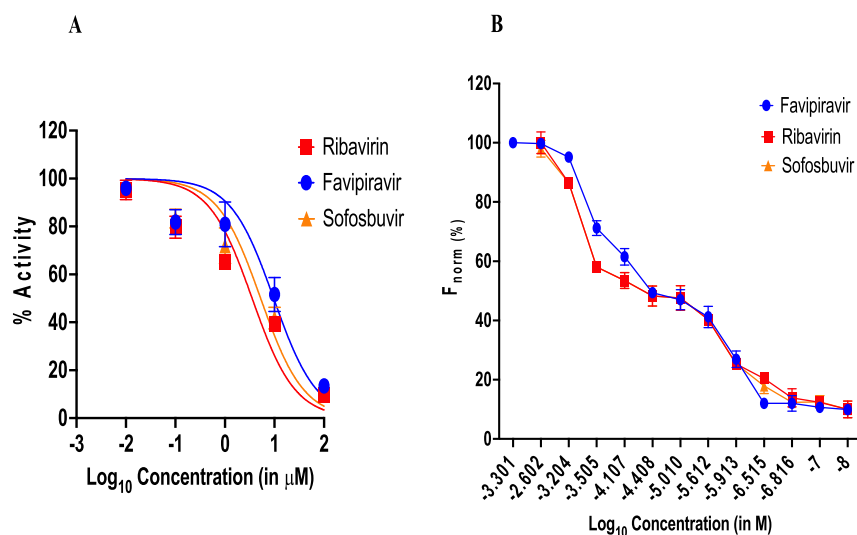 A
% Activity
120
100
80
60
40
20
0
-3
-2
-1
0
1
2
Log10 Concentration (in μM)
Ribavirin
Favipiravir
Sofosbuvir
B
Fnorm (%)
120
100
80
60
40
20
0
-3.301
-2.602
-3.204
-3.505
-4.107
-4.408
-5.010
-5.612
-5.913
-6.515
-6.816
-7
-8
Log10 Concentration (in M)
Favipiravir
Ribavirin
Sofosbuvir